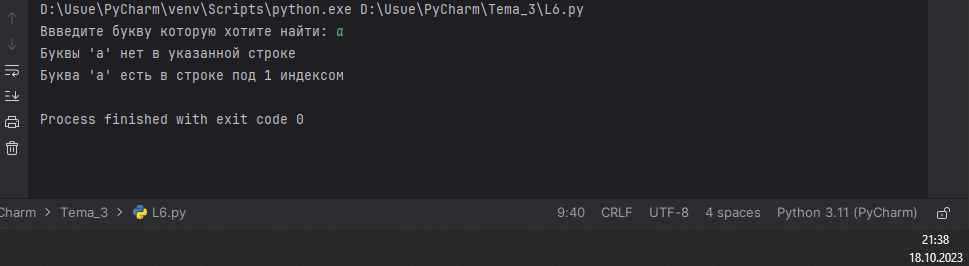 D:\Usue\PyCharm\venv\Scripts\python.exe D:\Usue\PyCharm\Tema_3\L6.py
Ввведите букву которую хотите найти: а
Буквы 'а' нет в указанной строке
Буква 'а' есть в строке под 1 индексом
Process finished with exit code 0
Charm > Tema_3 > L6.py 9:40 CRLF UTF-8 4 spaces Python 3.11 (PyCharm)
21:38
18.10.2023